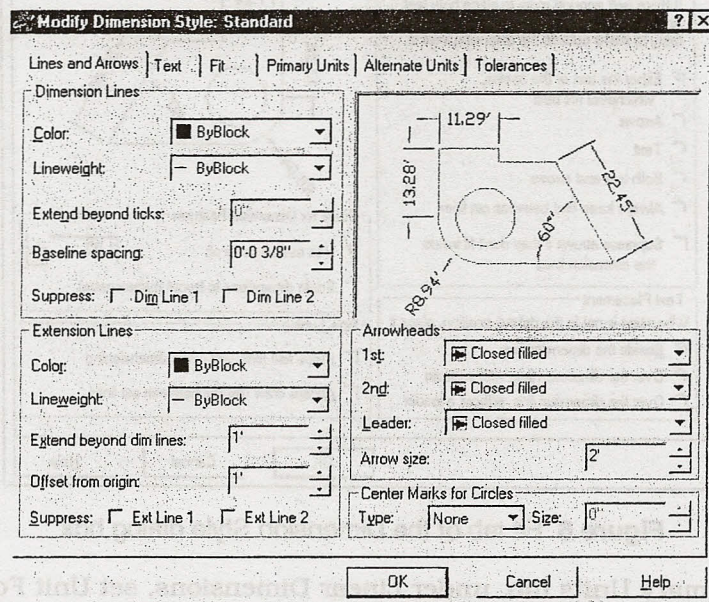 Modify Dimension Style: Standard
Lines and Arrows Text Fit Primary Units Alternate Units Tolerances
Dimension Lines
Color: ByBlock
Lineweight: ByBlock
Extend beyond ticks: 0"
Baseline spacing: 0'-0 3/8"
Suppress: Dim Line 1 Dim Line 2
11.29'
13.28'
22.45'
60°
R8.94'
Extension Lines
Color: ByBlock
Lineweight: ByBlock
Extend beyond dim lines: 1'
Offset from origin: 1'
Suppress: Ext Line 1 Ext Line 2
Arrowheads
1st: Closed filled
2nd: Closed filled
Leader: Closed filled
Arrow size: 2'
Center Marks for Circles
Type: None Size: 0"
OK Cancel Help